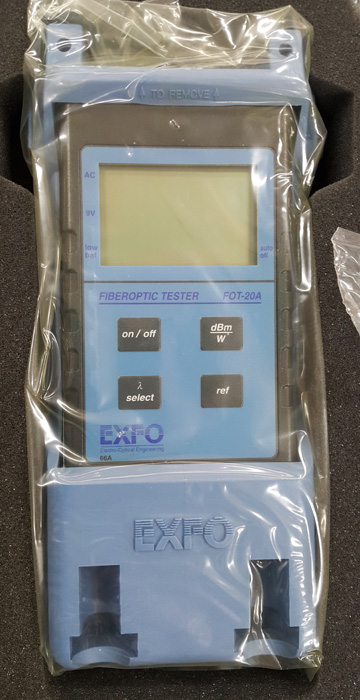 TO REMOVE
AC
9V
low
bat
auto
off
FIBEROPTIC TESTER FOT-20A
on / off
dBm
W
λ
select
ref
EXFO
Electro-Optical Engineering
66A
EXFO